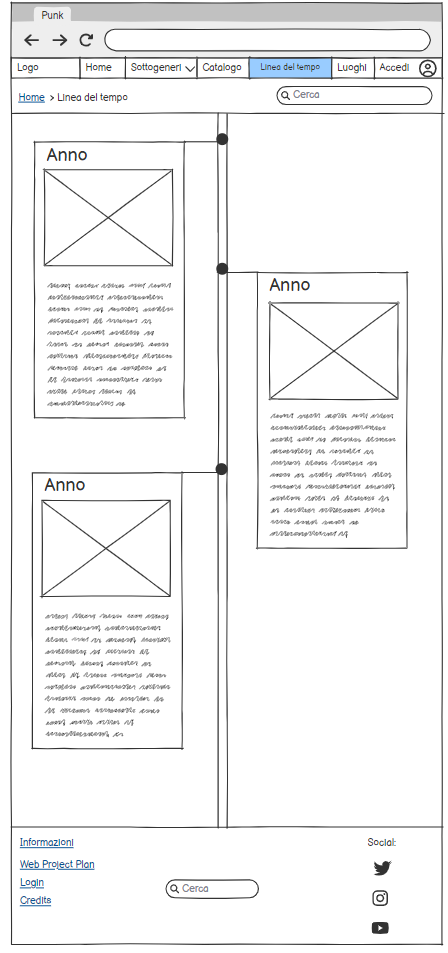 Punk
Logo Home Sottogeneri Catalogo Linea del tempo Luoghi Accedi
Home > Linea del tempo Cerca
Anno
Anno
Anno
Informazioni
Web Project Plan
Login
Credits
Cerca
Social: